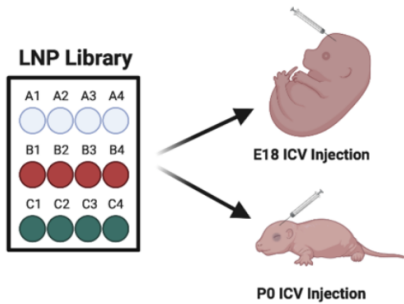 LNP Library
A1 A2 A3 A4
B1 B2 B3 B4
C1 C2 C3 C4
E18 ICV Injection
P0 ICV Injection